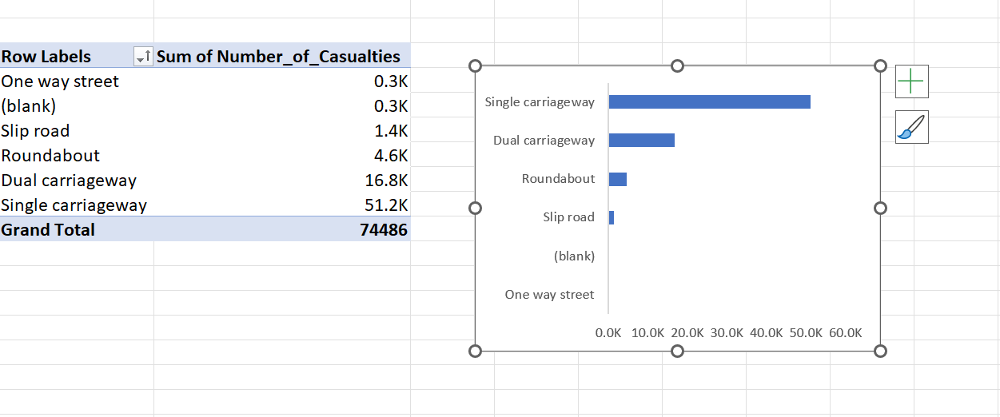 Row Labels Sum of Number_of_Casualties
One way street 0.3K
(blank) 0.3K
Slip road 1.4K
Roundabout 4.6K
Dual carriageway 16.8K
Single carriageway 51.2K
Grand Total 74486
Single carriageway
Dual carriageway
Roundabout
Slip road
(blank)
One way street
0.0K 10.0K 20.0K 30.0K 40.0K 50.0K 60.0K